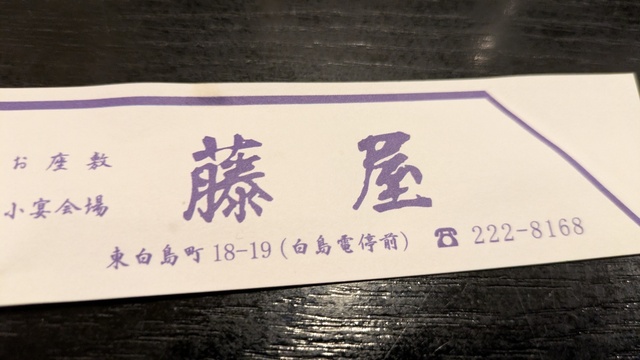 お座敷
小宴会場
藤屋
東白島町 18-19 (白島電停前) ☎ 222-8168